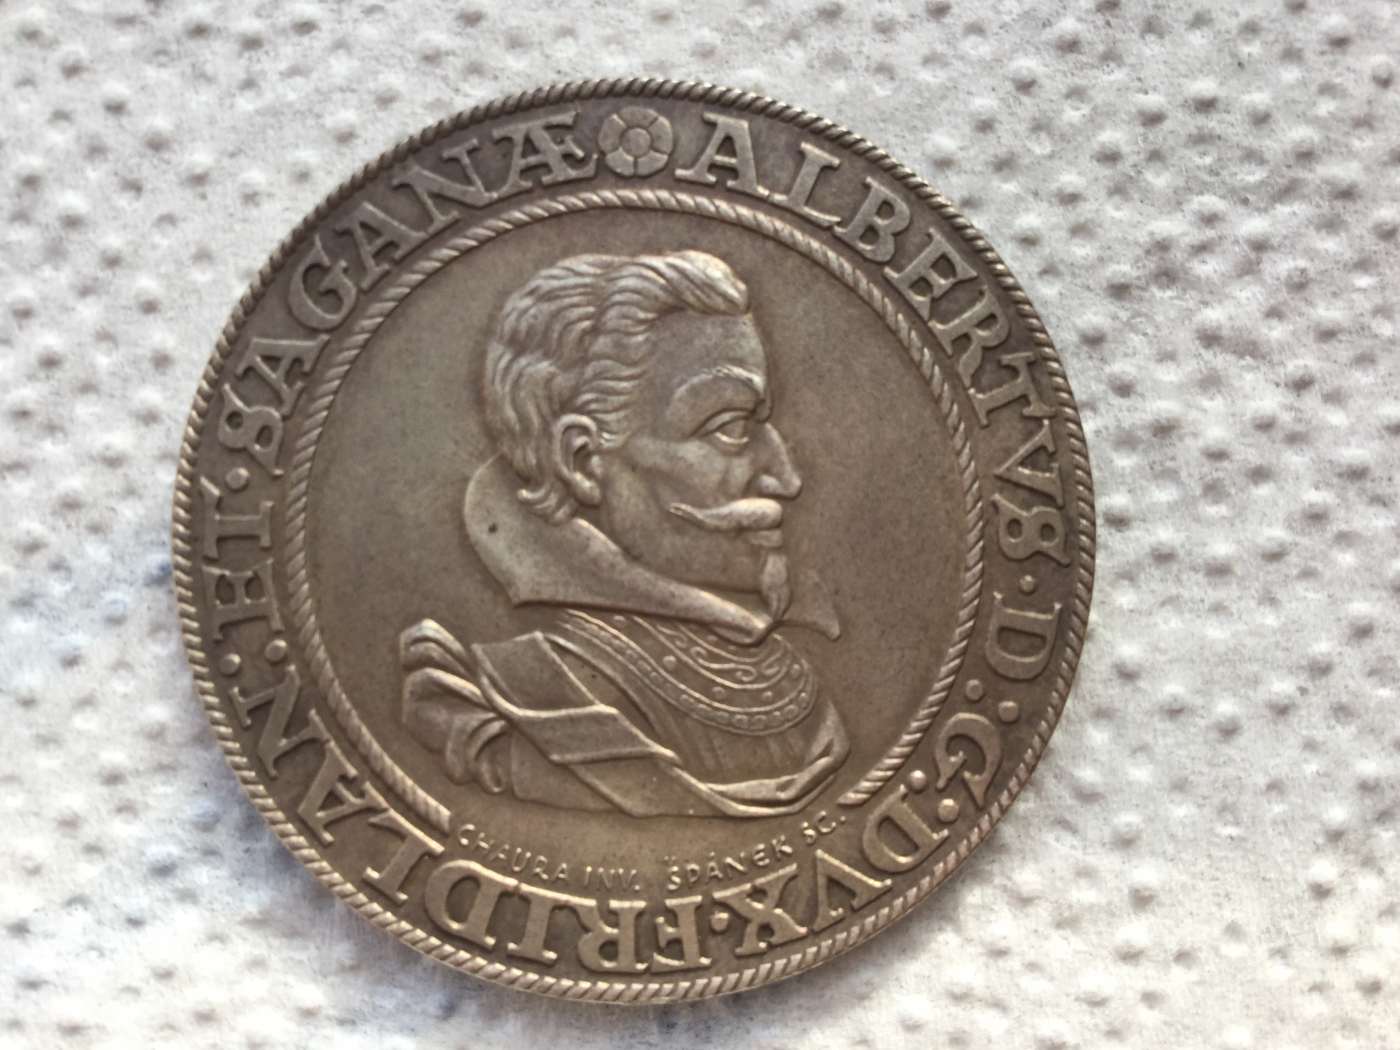 ALBERTVS · D : G : DVX · FRIDLAN : ET · SAGANÆ
CHAURA INV. ŠPÁNEK SC.